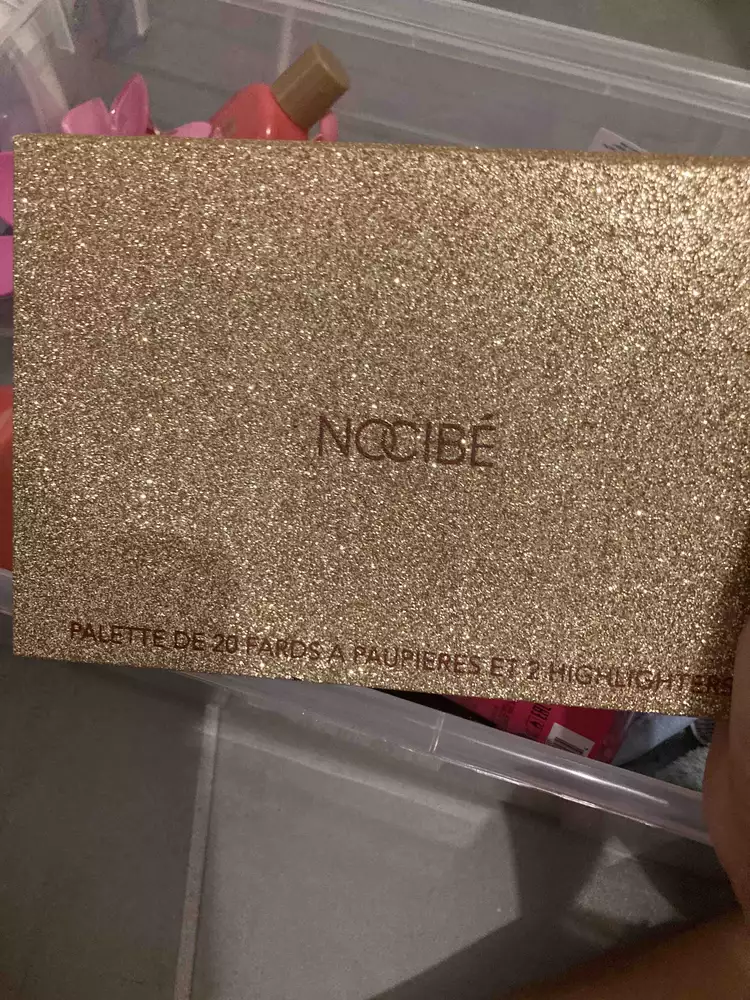 NOCIBÉ
PALETTE DE 20 FARDS A PAUPIERES ET 2 HIGHLIGHTERS